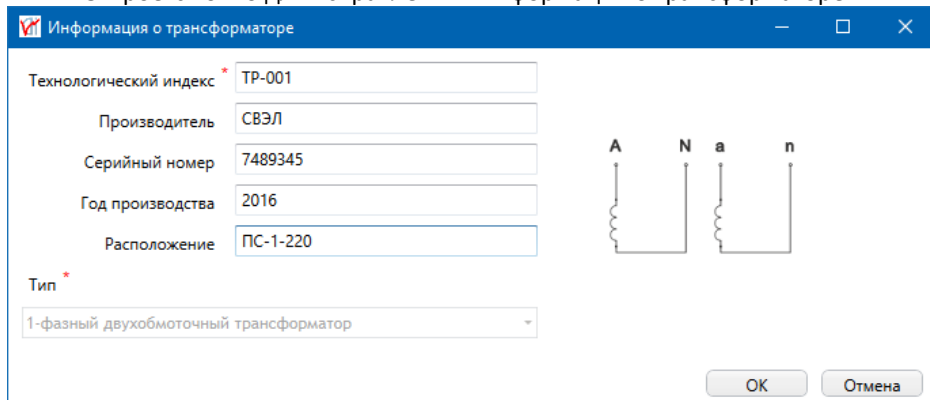 Информация о трансформаторе
Технологический индекс * ТР-001
Производитель СВЭЛ
Серийный номер 7489345
Год производства 2016
Расположение ПС-1-220
Тип *
1-фазный двухобмоточный трансформатор
A N a n
ОК Отмена